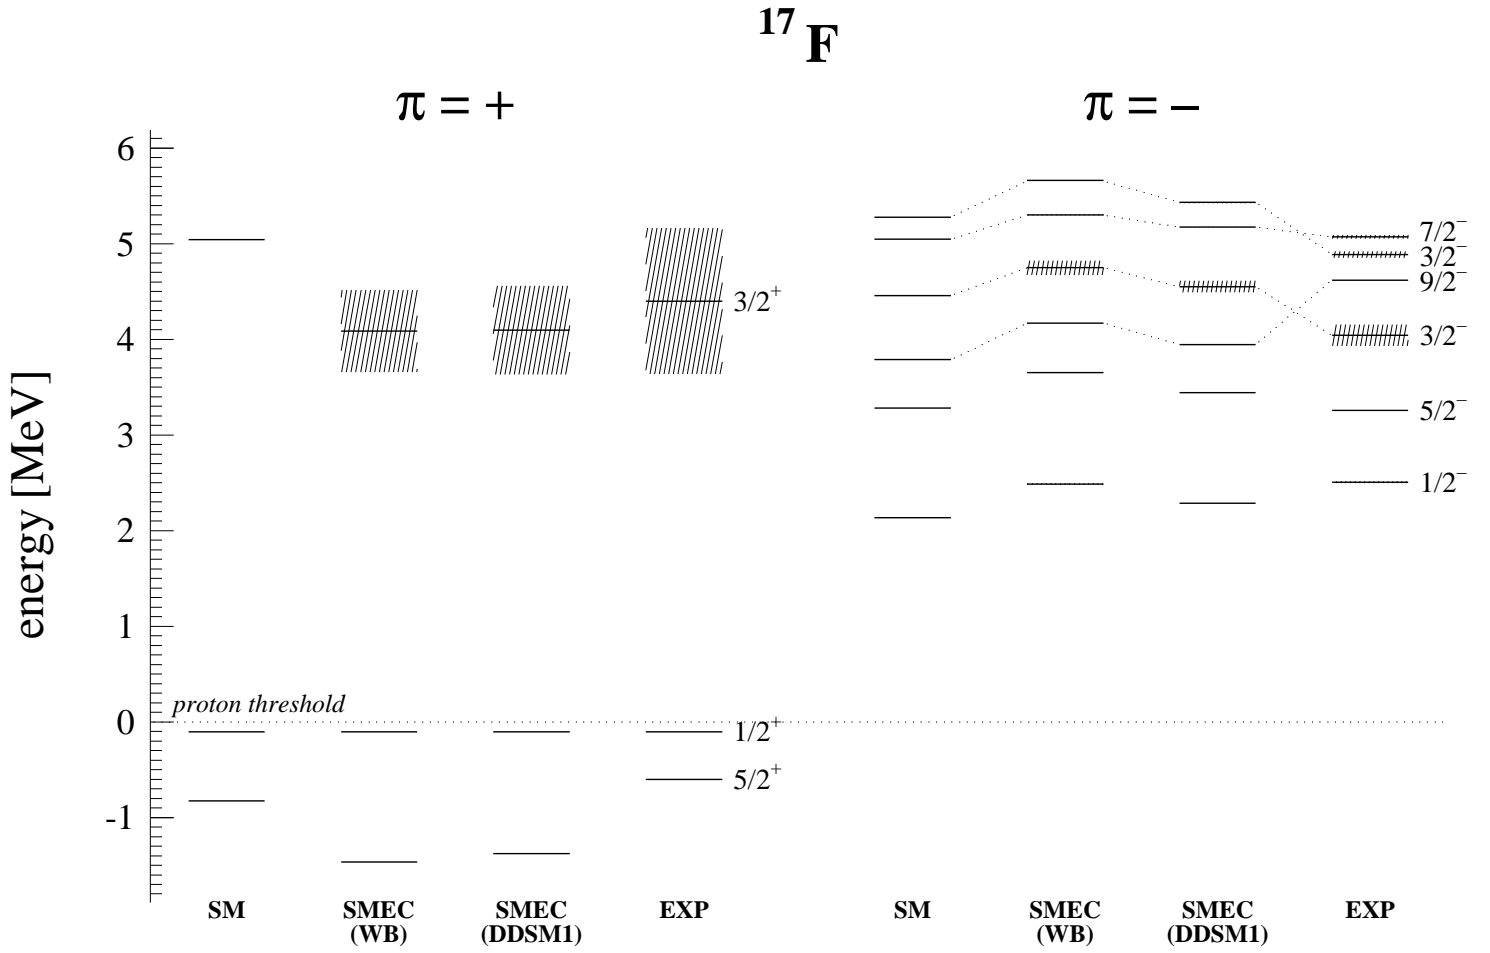 ¹⁷F
π = +
π = –
energy [MeV]
6
5
4
3
2
1
0
-1
proton threshold
3/2⁺
1/2⁺
5/2⁺
7/2⁻
3/2⁻
9/2⁻
3/2⁻
5/2⁻
1/2⁻
SM
SMEC
(WB)
SMEC
(DDSM1)
EXP
SM
SMEC
(WB)
SMEC
(DDSM1)
EXP